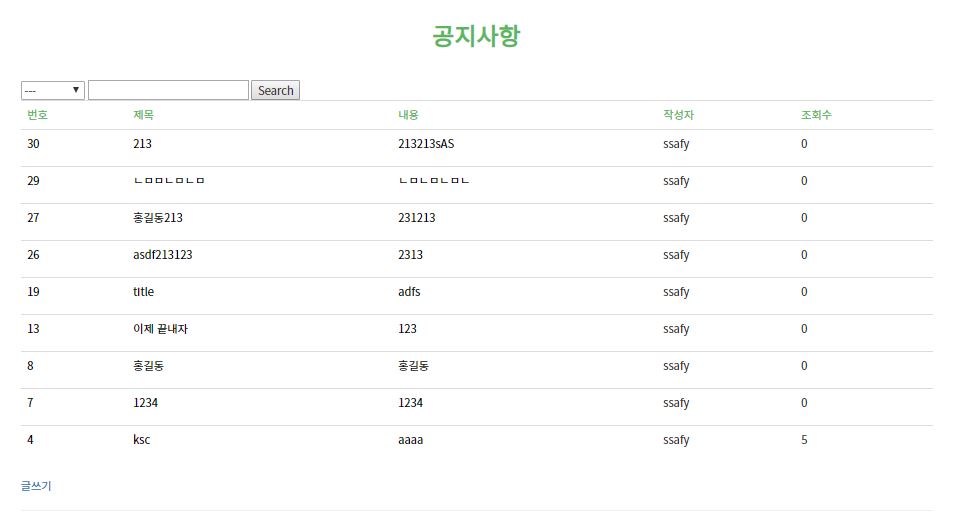 공지사항
--- Search
번호 제목 내용 작성자 조회수
30 213 213213sAS ssafy 0
29 ㄴㅁㅁㄴㅁㄴㅁ ㄴㅁㄴㅁㄴㅁㄴ ssafy 0
27 홍길동213 231213 ssafy 0
26 asdf213123 2313 ssafy 0
19 title adfs ssafy 0
13 이제 끝내자 123 ssafy 0
8 홍길동 홍길동 ssafy 0
7 1234 1234 ssafy 0
4 ksc aaaa ssafy 5
글쓰기